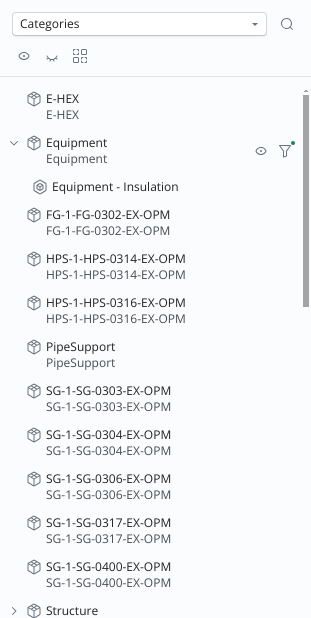 Categories
E-HEX
E-HEX
Equipment
Equipment
Equipment - Insulation
FG-1-FG-0302-EX-OPM
FG-1-FG-0302-EX-OPM
HPS-1-HPS-0314-EX-OPM
HPS-1-HPS-0314-EX-OPM
HPS-1-HPS-0316-EX-OPM
HPS-1-HPS-0316-EX-OPM
PipeSupport
PipeSupport
SG-1-SG-0303-EX-OPM
SG-1-SG-0303-EX-OPM
SG-1-SG-0304-EX-OPM
SG-1-SG-0304-EX-OPM
SG-1-SG-0306-EX-OPM
SG-1-SG-0306-EX-OPM
SG-1-SG-0317-EX-OPM
SG-1-SG-0317-EX-OPM
SG-1-SG-0400-EX-OPM
SG-1-SG-0400-EX-OPM
Structure